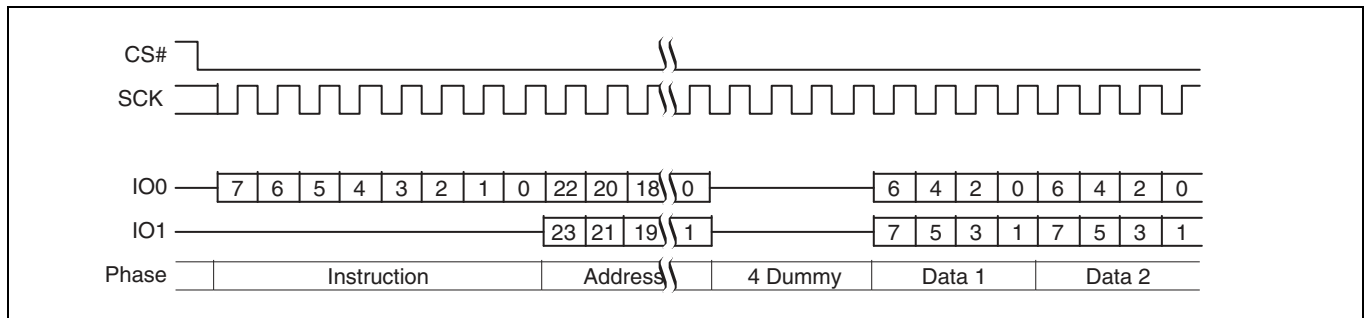 CS#
SCK
IO0 7 6 5 4 3 2 1 0 22 20 18 0 6 4 2 0 6 4 2 0
IO1 23 21 19 1 7 5 3 1 7 5 3 1
Phase Instruction Address 4 Dummy Data 1 Data 2